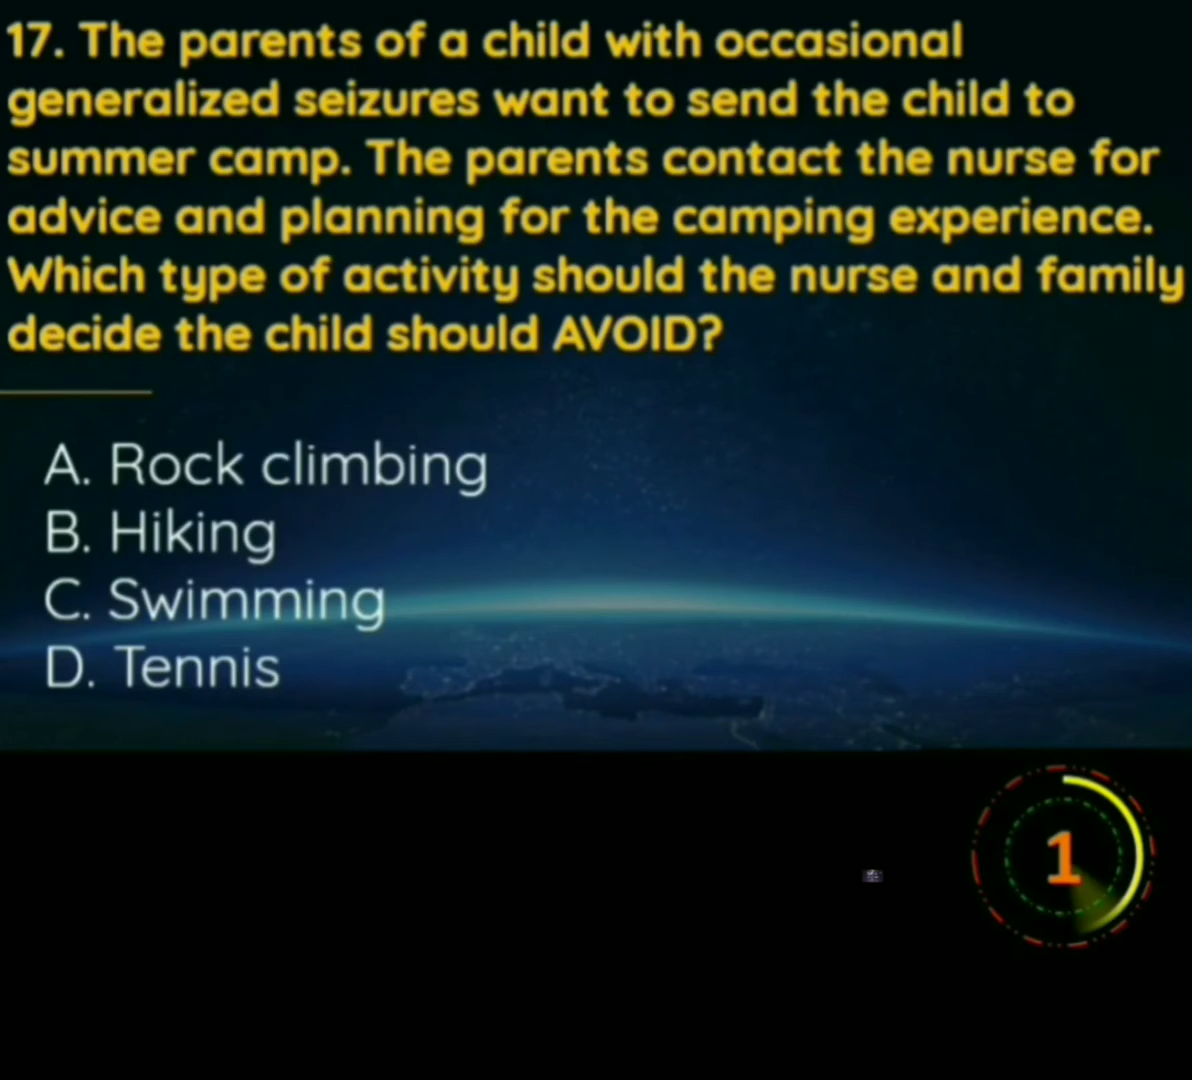 17. The parents of a child with occasional
generalized seizures want to send the child to
summer camp. The parents contact the nurse for
advice and planning for the camping experience.
Which type of activity should the nurse and family
decide the child should AVOID?
A. Rock climbing
B. Hiking
C. Swimming
D. Tennis
1